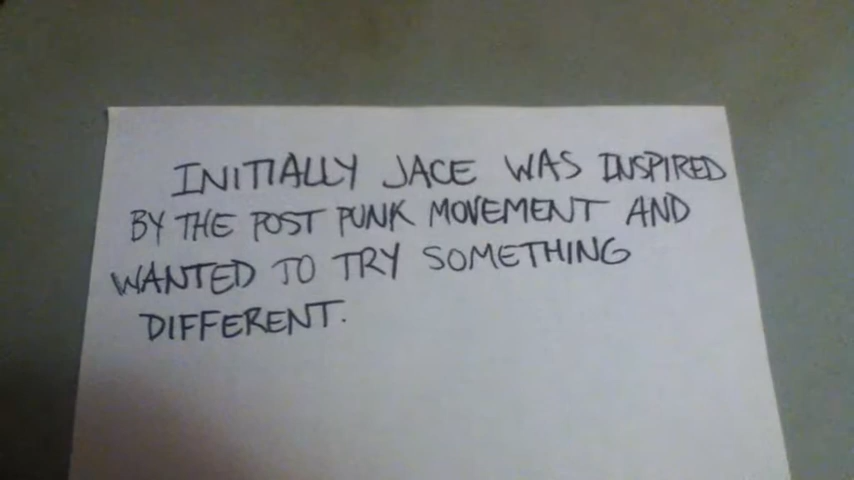 INITIALLY JACE WAS INSPIRED
BY THE POST PUNK MOVEMENT AND
WANTED TO TRY SOMETHING
DIFFERENT.